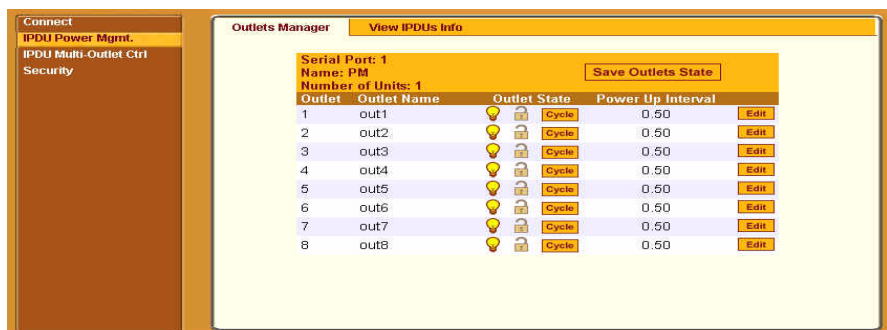 Connect
IPDU Power Mgmt.
IPDU Multi-Outlet Ctrl
Security
Outlets Manager View IPDUs Info
Serial Port: 1
Name: PM
Number of Units: 1
Save Outlets State
Outlet Outlet Name Outlet State Power Up Interval
1 out1 Cycle 0.50 Edit
2 out2 Cycle 0.50 Edit
3 out3 Cycle 0.50 Edit
4 out4 Cycle 0.50 Edit
5 out5 Cycle 0.50 Edit
6 out6 Cycle 0.50 Edit
7 out7 Cycle 0.50 Edit
8 out8 Cycle 0.50 Edit